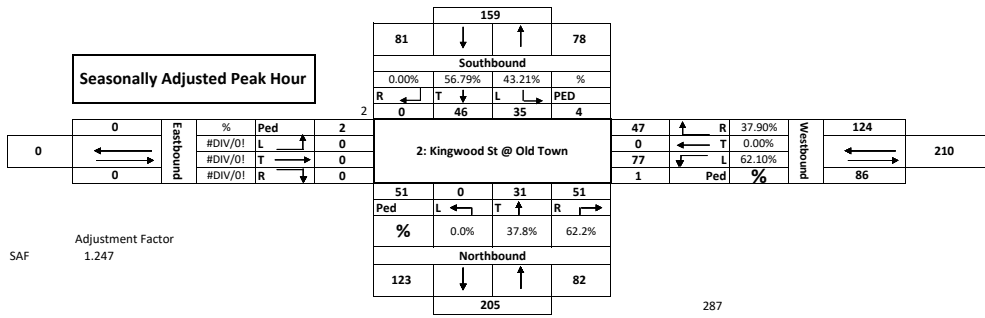 159
81 78
Seasonally Adjusted Peak Hour
Southbound
0.00% 56.79% 43.21% %
R T L PED
2 0 46 35 4
0 Eastbound % Ped 2
0 #DIV/0! L 0
#DIV/0! T 0
0 #DIV/0! R 0
2: Kingwood St @ Old Town
47 R 37.90% Westbound 124
0 T 0.00% 210
77 L 62.10%
1 Ped % 86
51 0 31 51
Ped L T R
% 0.0% 37.8% 62.2%
Adjustment Factor
SAF 1.247
Northbound
123 82
205 287